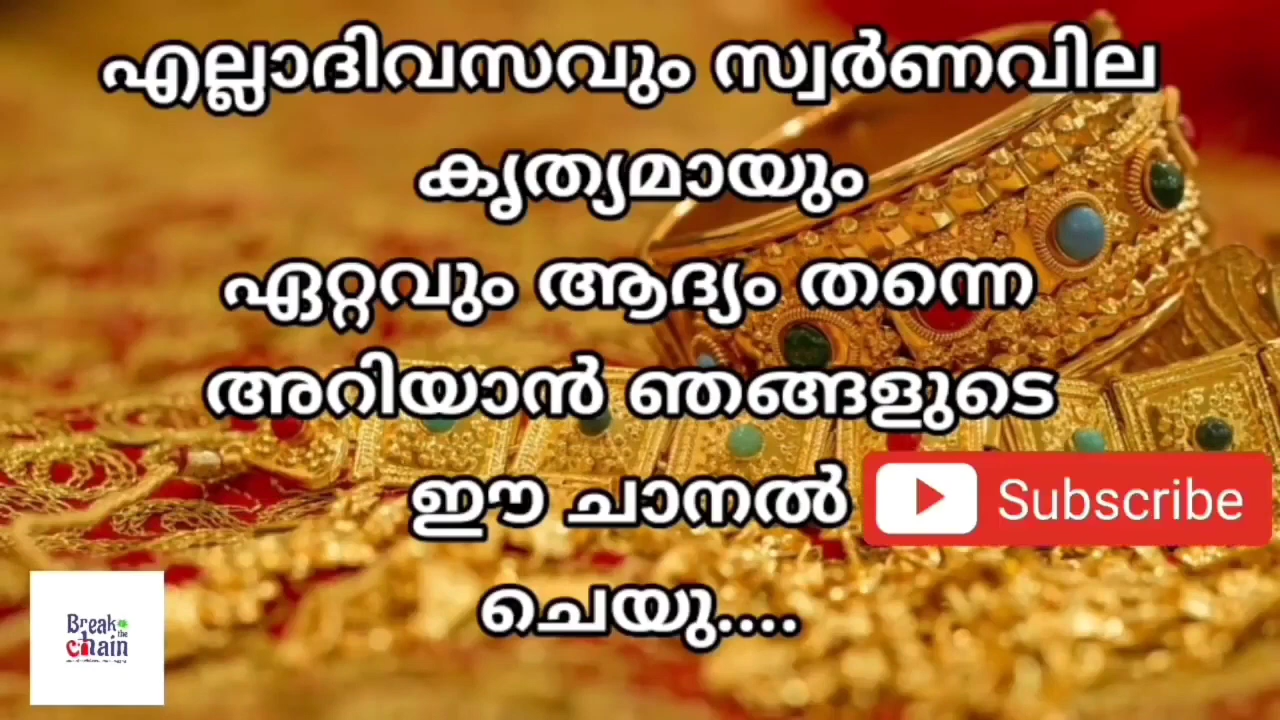 എല്ലാദിവസവും സ്വർണവില
കൃത്യമായും
ഏറ്റവും ആദ്യം തന്നെ
അറിയാൻ ഞങ്ങളുടെ
ഈ ചാനൽ Subscribe
ചെയു....
Break
the
chain